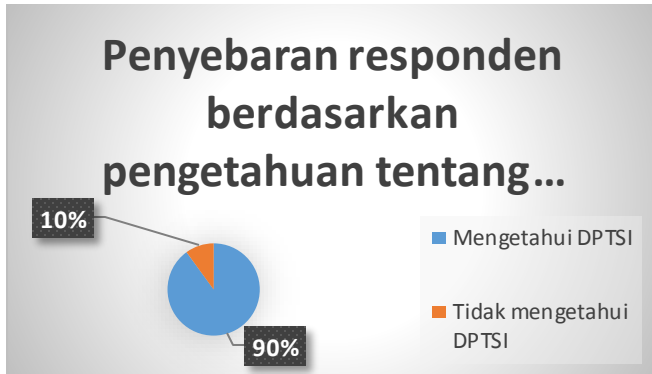 Penyebaran responden
berdasarkan
pengetahuan tentang...
10%
90%
Mengetahui DPTSI
Tidak mengetahui
DPTSI